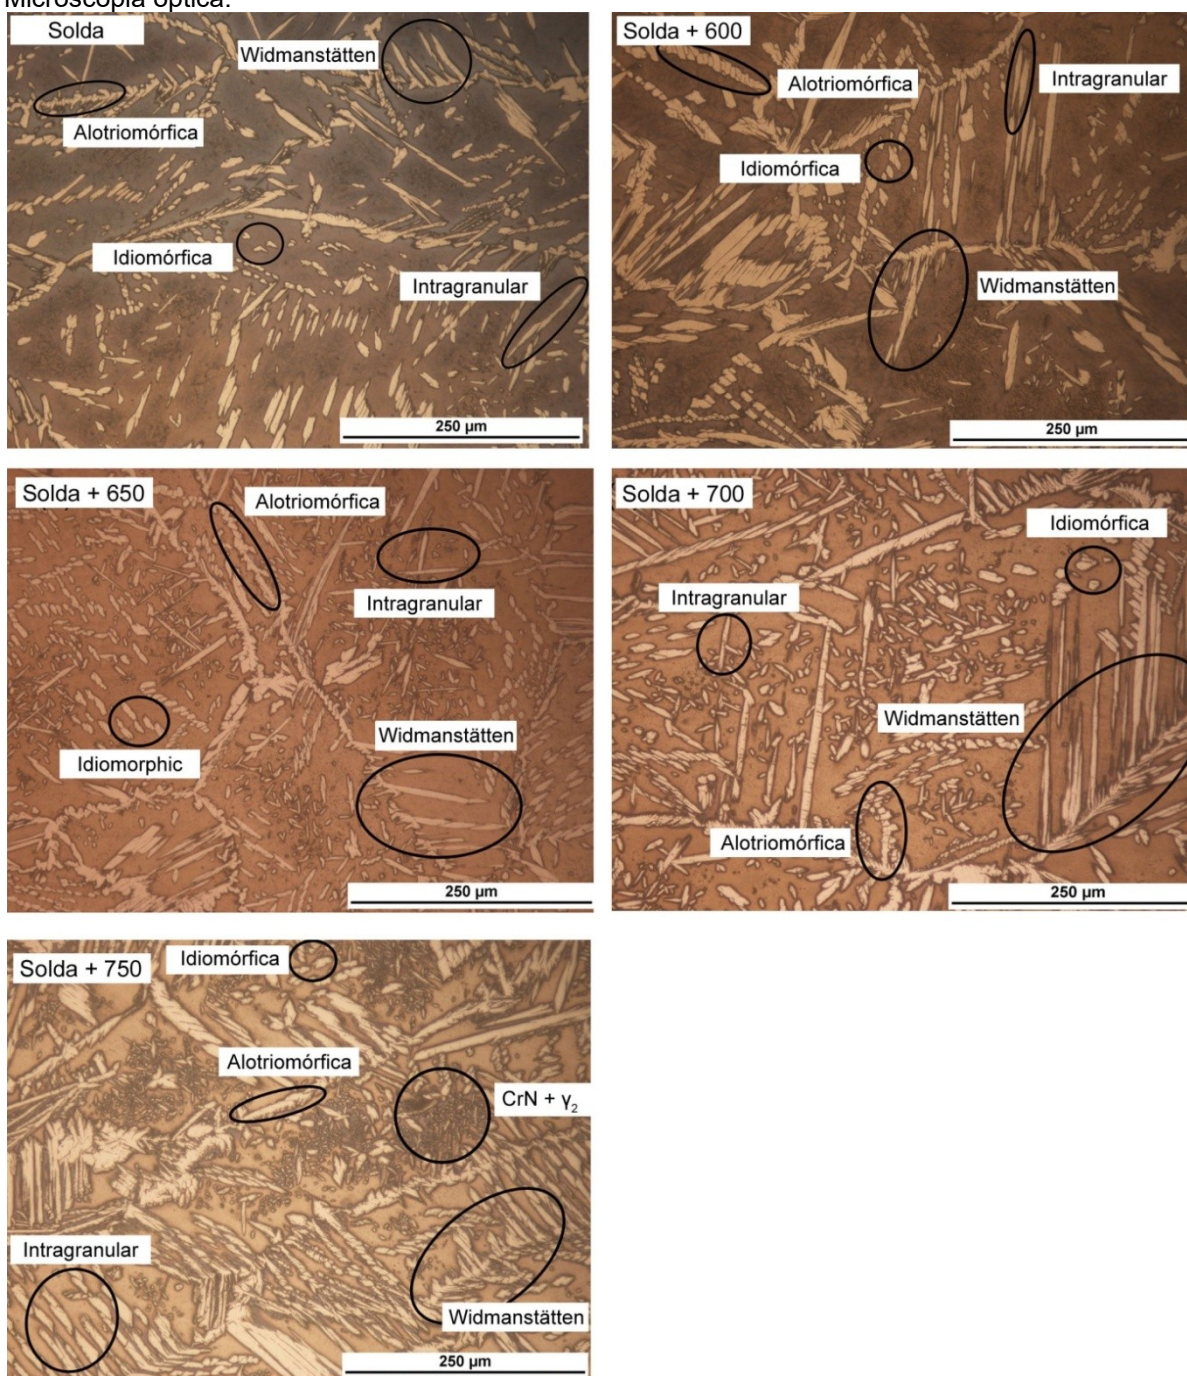 Microscopia óptica.
Solda
Widmanstätten
Alotriomórfica
Idiomórfica
Intragranular
250 µm
Solda + 600
Alotriomórfica
Intragranular
Idiomórfica
Widmanstätten
250 µm
Solda + 650
Alotriomórfica
Intragranular
Widmanstätten
Idiomorphic
250 µm
Solda + 700
Idiomórfica
Intragranular
Widmanstätten
Alotriomórfica
250 µm
Solda + 750
Idiomórfica
Alotriomórfica
CrN + γ₂
Intragranular
Widmanstätten
250 µm